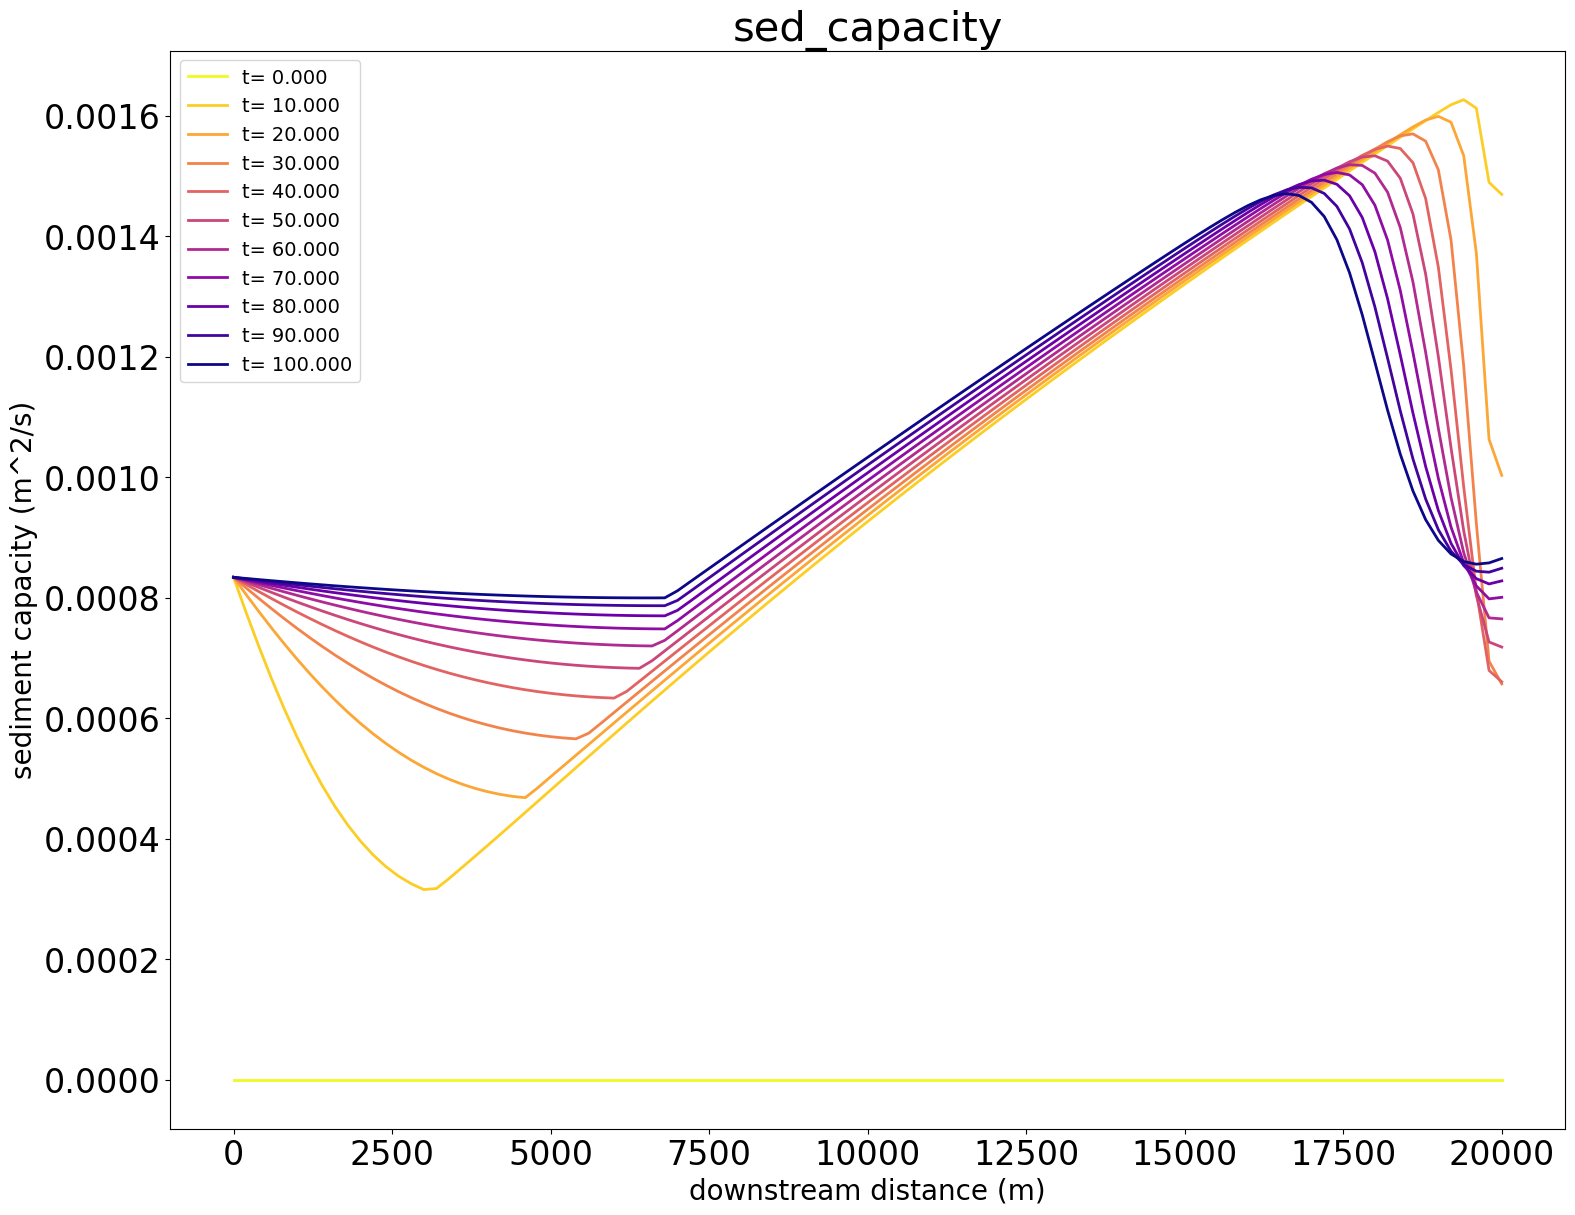 sed_capacity
t= 0.000
t= 10.000
t= 20.000
t= 30.000
t= 40.000
t= 50.000
t= 60.000
t= 70.000
t= 80.000
t= 90.000
t= 100.000
0.0016
0.0014
0.0012
0.0010
0.0008
0.0006
0.0004
0.0002
0.0000
sediment capacity (m^2/s)
0 2500 5000 7500 10000 12500 15000 17500 20000
downstream distance (m)